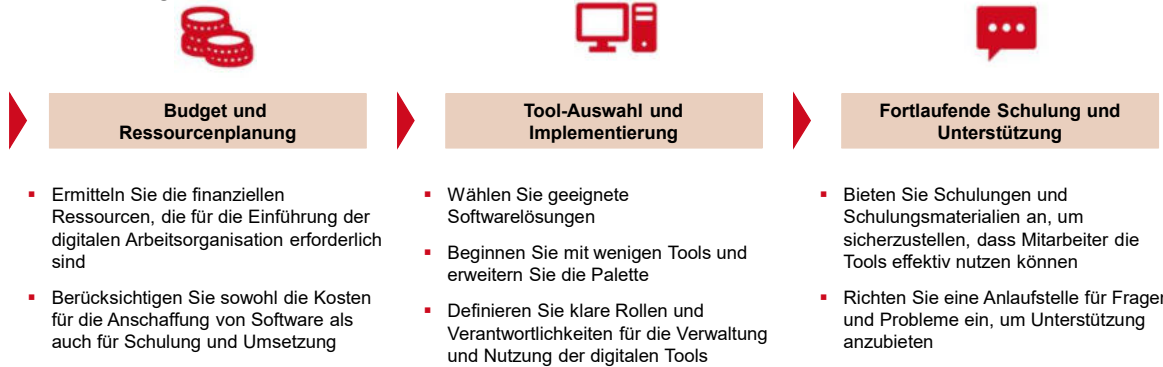 Budget und
Ressourcenplanung
▪ Ermitteln Sie die finanziellen
Ressourcen, die für die Einführung der
digitalen Arbeitsorganisation erforderlich
sind
▪ Berücksichtigen Sie sowohl die Kosten
für die Anschaffung von Software als
auch für Schulung und Umsetzung
Tool-Auswahl und
Implementierung
▪ Wählen Sie geeignete
Softwarelösungen
▪ Beginnen Sie mit wenigen Tools und
erweitern Sie die Palette
▪ Definieren Sie klare Rollen und
Verantwortlichkeiten für die Verwaltung
und Nutzung der digitalen Tools
Fortlaufende Schulung und
Unterstützung
▪ Bieten Sie Schulungen und
Schulungsmaterialien an, um
sicherzustellen, dass Mitarbeiter die
Tools effektiv nutzen können
▪ Richten Sie eine Anlaufstelle für Fragen
und Probleme ein, um Unterstützung
anzubieten